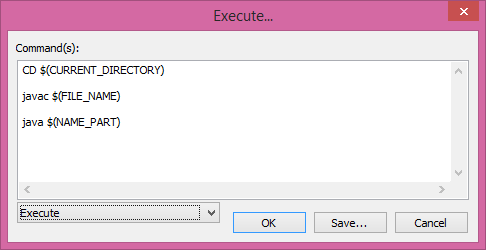 Execute...
Command(s):
CD $(CURRENT_DIRECTORY)
javac $(FILE_NAME)
java $(NAME_PART)
Execute
OK
Save...
Cancel